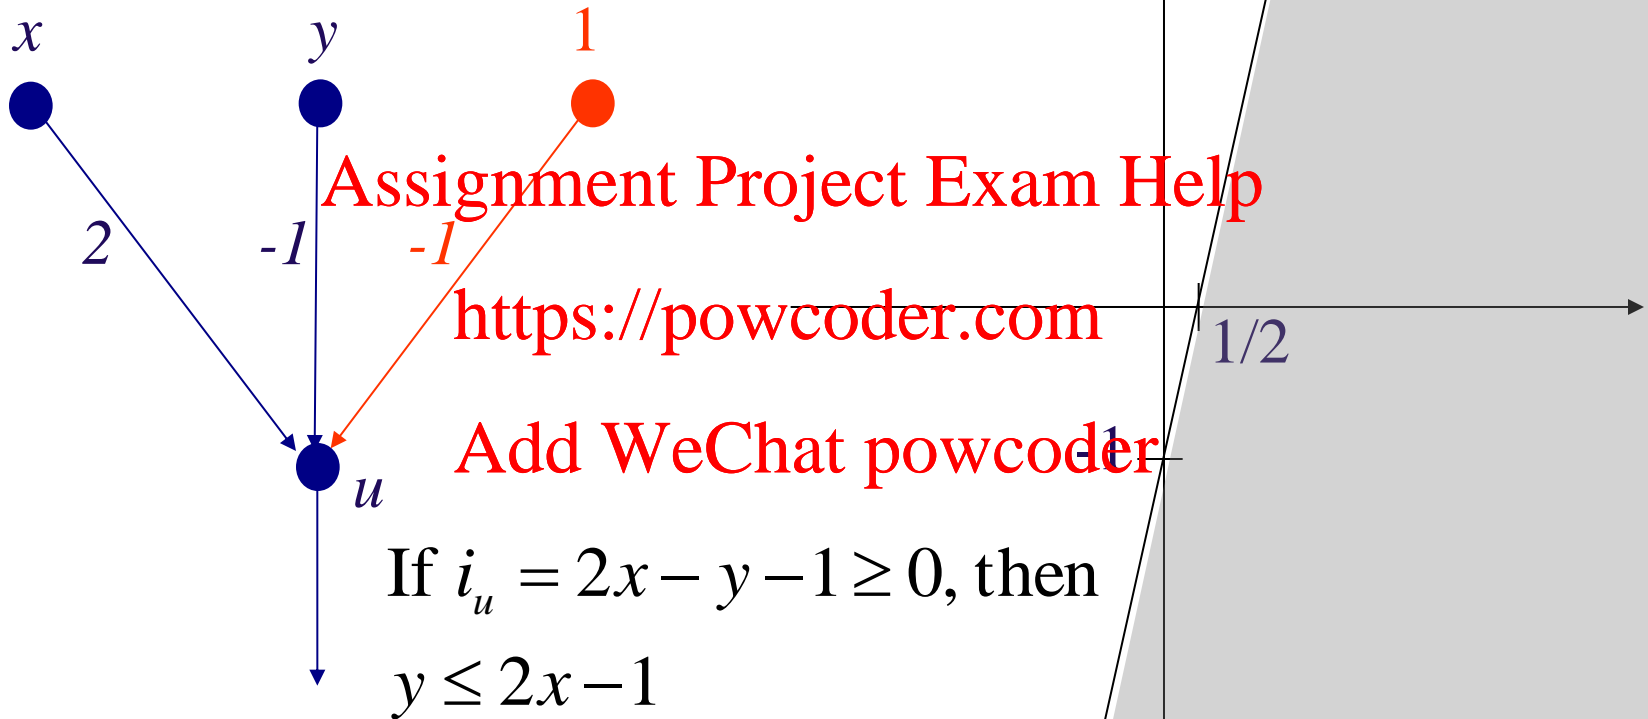 x y 1
Assignment Project Exam Help
2 -1 -1
https://powcoder.com
1/2
Add WeChat powcoder
-1
u
If i_u = 2x − y − 1 ≥ 0, then
y ≤ 2x − 1